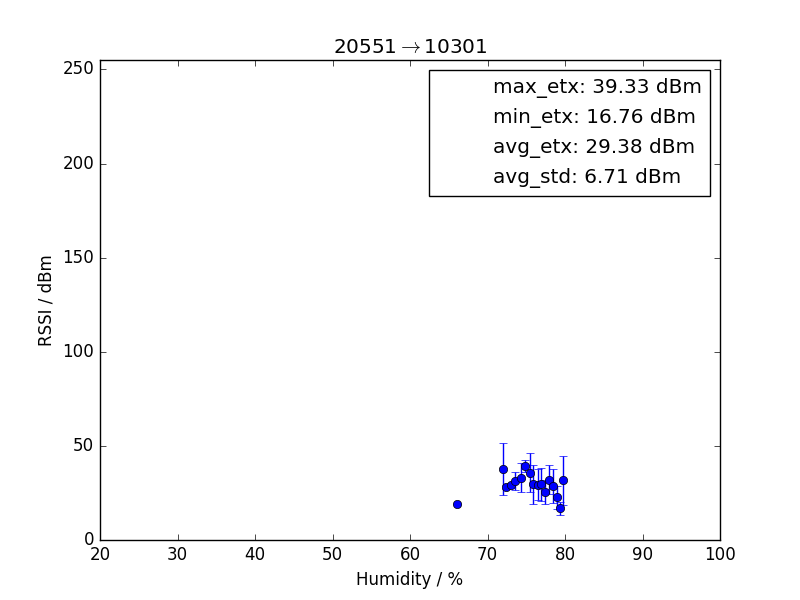 20551→10301
max_etx: 39.33 dBm
min_etx: 16.76 dBm
avg_etx: 29.38 dBm
avg_std: 6.71 dBm
RSSI / dBm
250
200
150
100
50
0
20 30 40 50 60 70 80 90 100
Humidity / %